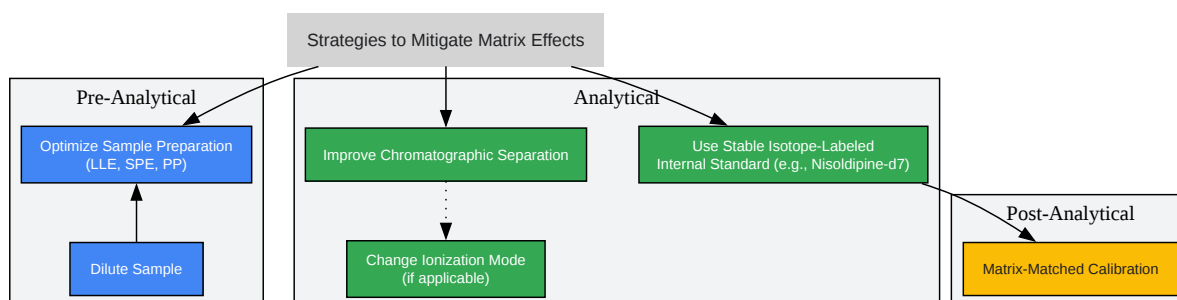 Strategies to Mitigate Matrix Effects
Pre-Analytical
Optimize Sample Preparation
(LLE, SPE, PP)
Dilute Sample
Analytical
Improve Chromatographic Separation
Use Stable Isotope-Labeled
Internal Standard (e.g., Nisoldipine-d7)
Change Ionization Mode
(if applicable)
Post-Analytical
Matrix-Matched Calibration